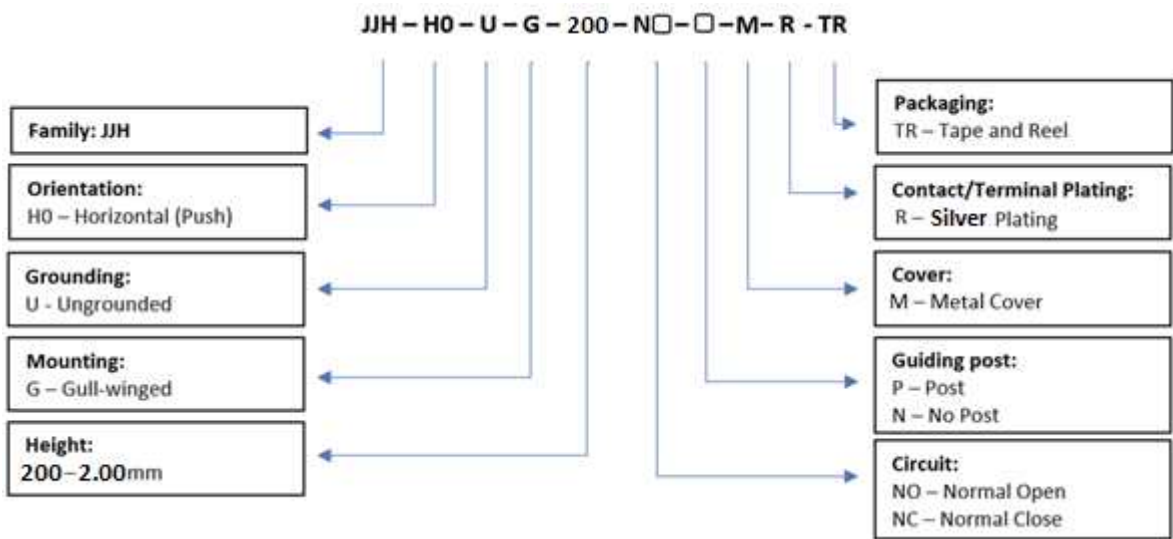 JJH – H0 – U – G – 200 – N□ – □ – M – R - TR
Family: JJH
Orientation:
H0 – Horizontal (Push)
Grounding:
U - Ungrounded
Mounting:
G – Gull-winged
Height:
200–2.00mm
Packaging:
TR – Tape and Reel
Contact/Terminal Plating:
R – Silver Plating
Cover:
M – Metal Cover
Guiding post:
P – Post
N – No Post
Circuit:
NO – Normal Open
NC – Normal Close